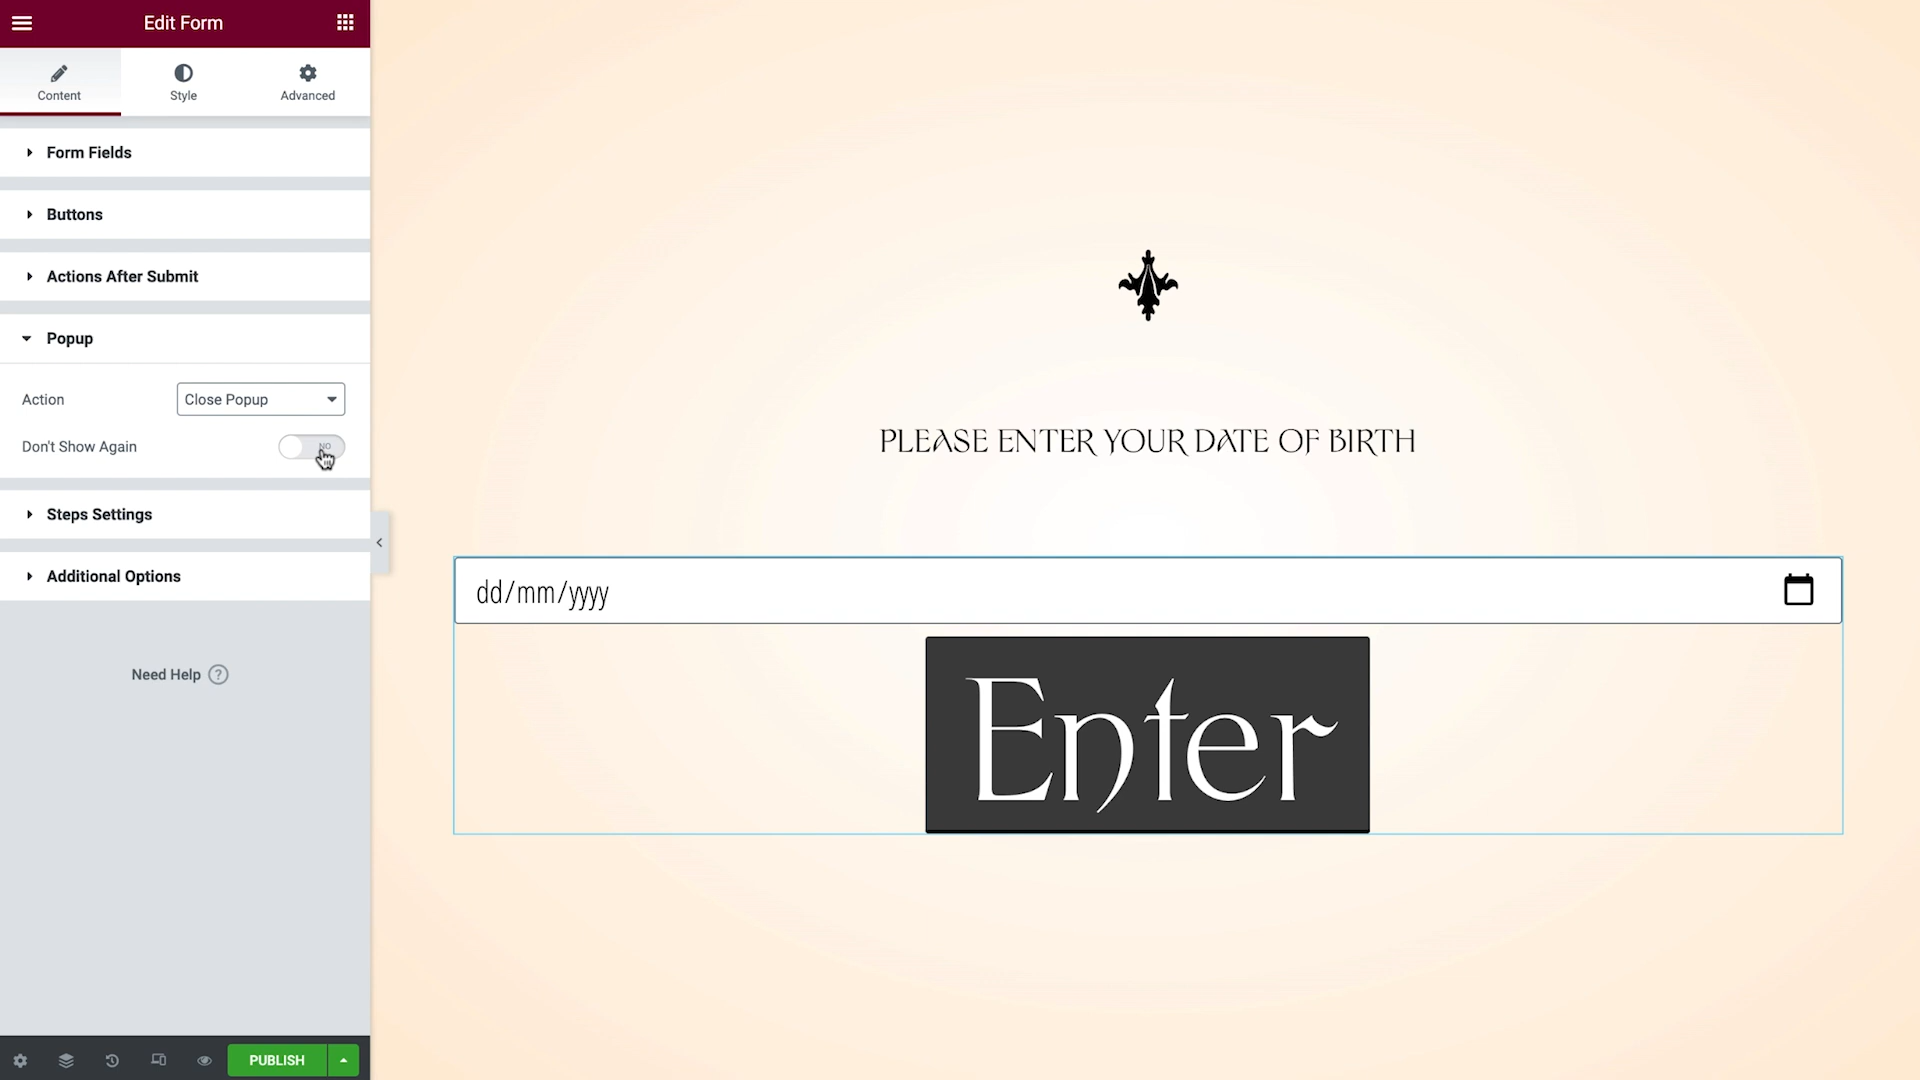 Edit Form
Content
Style
Advanced
Form Fields
Buttons
Actions After Submit
Popup
Action
Close Popup
Don't Show Again
NO
Steps Settings
Additional Options
Need Help ?
PUBLISH
PLEASE ENTER YOUR DATE OF BIRTH
dd/mm/yyyy
Enter